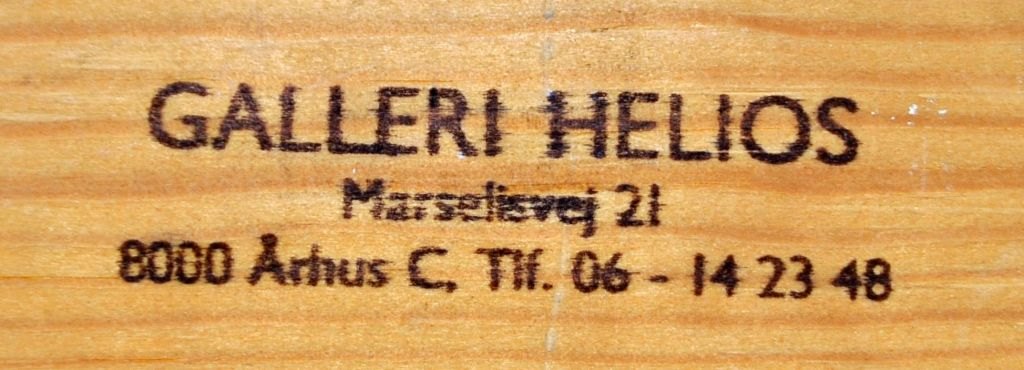 GALLERI HELIOS
Marselisvej 21
8000 Århus C, Tlf. 06 - 14 23 48